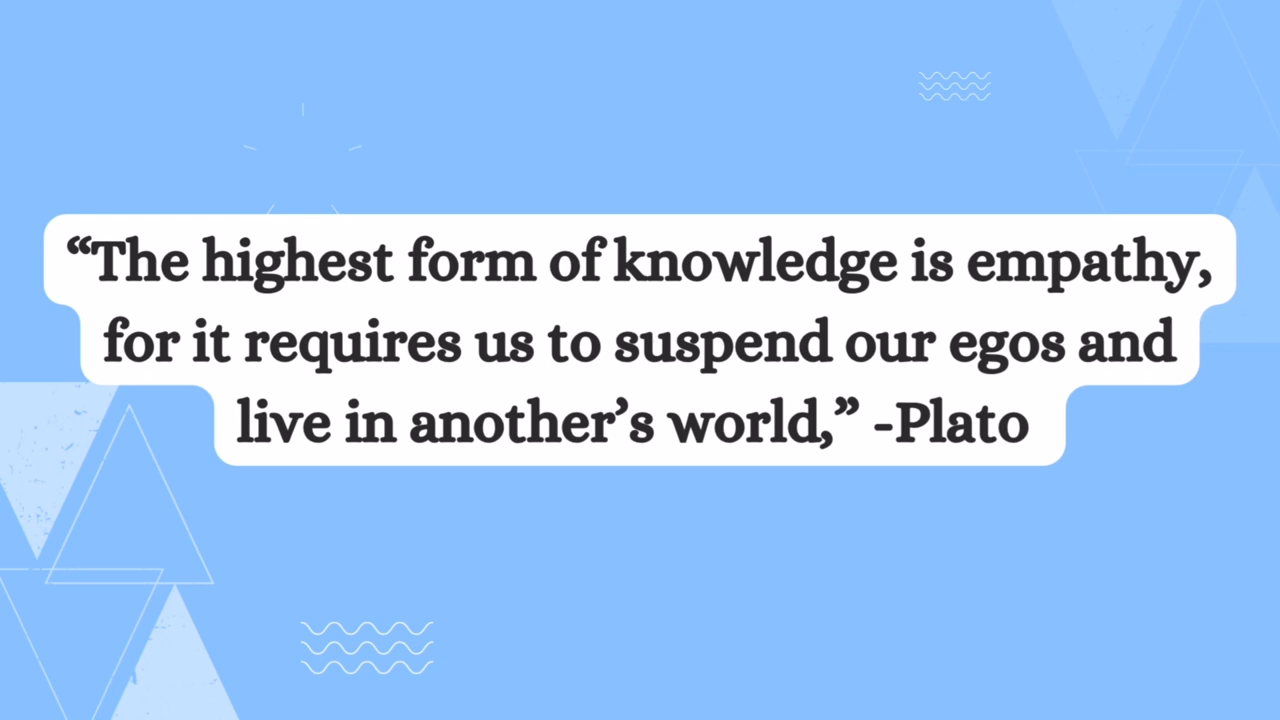 “The highest form of knowledge is empathy,
for it requires us to suspend our egos and
live in another’s world,” -Plato